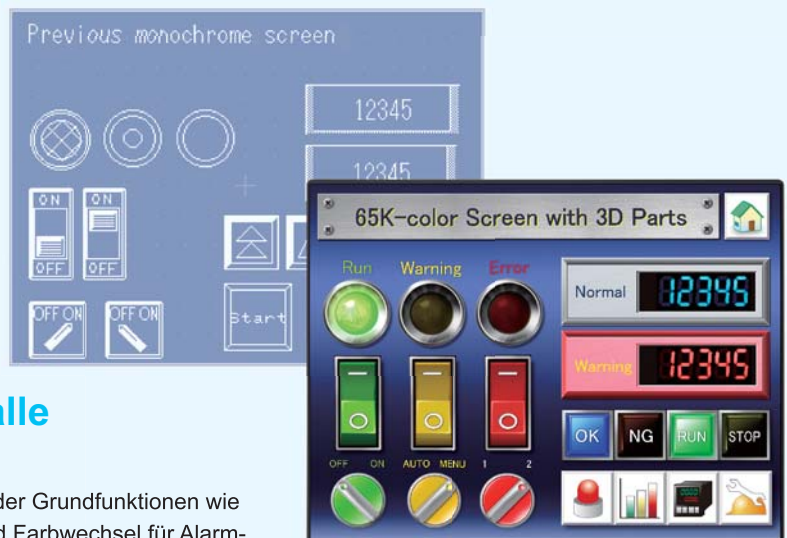 Previous monochrome screen
12345
12345
ON
ON
OFF
OFF
OFF ON
OFF ON
Start
65K-color Screen with 3D Parts
Run
Warning
Error
Normal
12345
Warning
12345
OK
NG
RUN
STOP
OFF
ON
AUTO
MENU
1
2
alle
der Grundfunktionen wie
d Farbwechsel für Alarm-